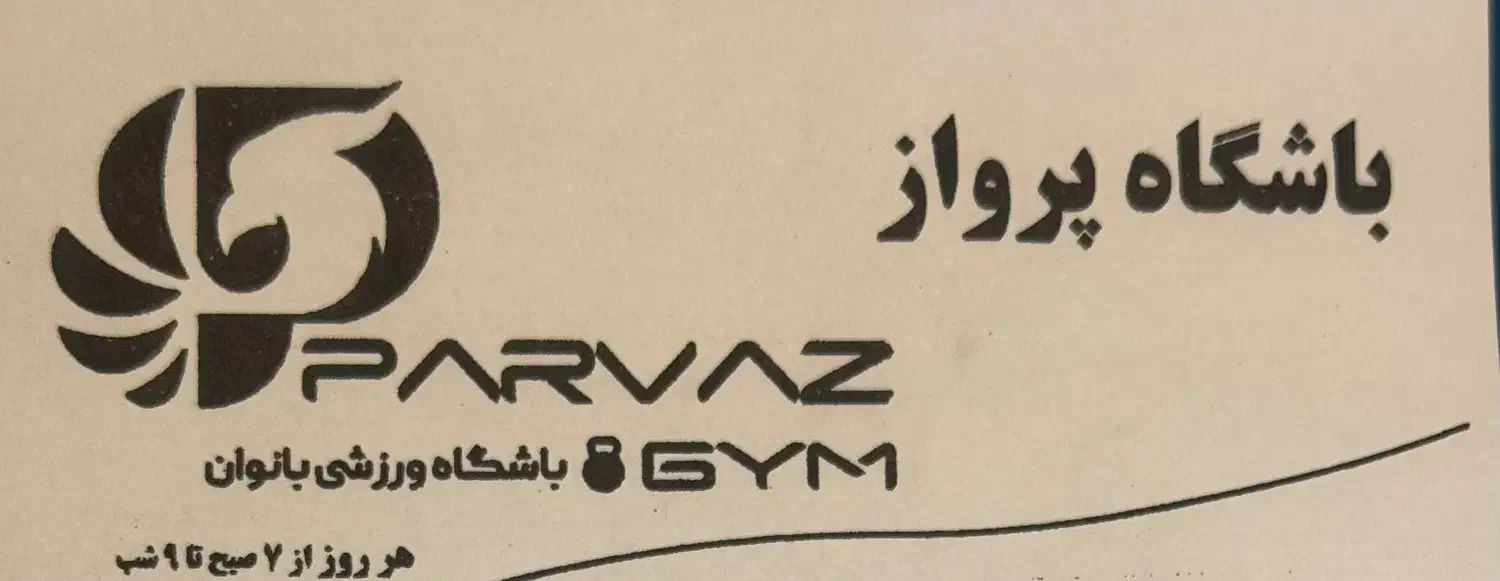 باشگاه پرواز
PARVAZ
GYM
باشگاه ورزشی بانوان
هر روز از ۷ صبح تا ۹ شب